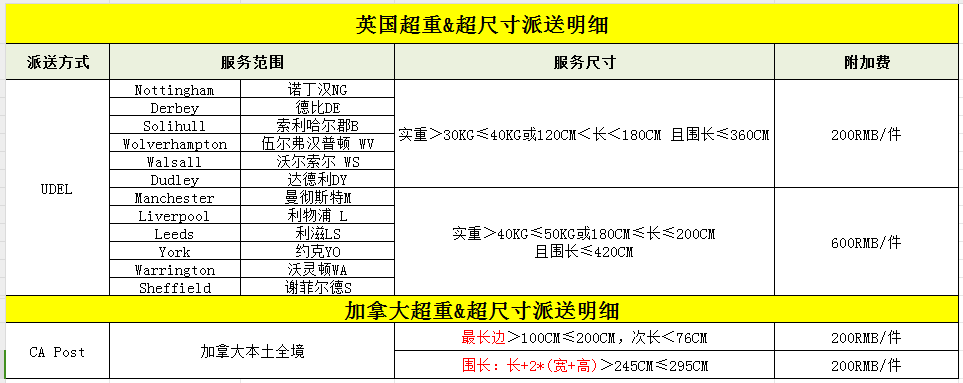 英国超重&超尺寸派送明细
派送方式 服务范围 服务尺寸 附加费
UDEL
Nottingham 诺丁汉NG
Derbey 德比DE
Solihull 索利哈尔郡B
Wolverhampton 伍尔弗汉普顿 WV
Walsall 沃尔索尔 WS
Dudley 达德利DY
Manchester 曼彻斯特M
Liverpool 利物浦 L
Leeds 利滋LS
York 约克YO
Warrington 沃灵顿WA
Sheffield 谢菲尔德S
实重>30KG≤40KG或120CM<长<180CM 且围长≤360CM 200RMB/件
实重>40KG≤50KG或180CM≤长≤200CM
且围长≤420CM
600RMB/件
加拿大超重&超尺寸派送明细
CA Post 加拿大本土全境
最长边>100CM≤200CM，次长<76CM 200RMB/件
围长：长+2*(宽+高)>245CM≤295CM 200RMB/件